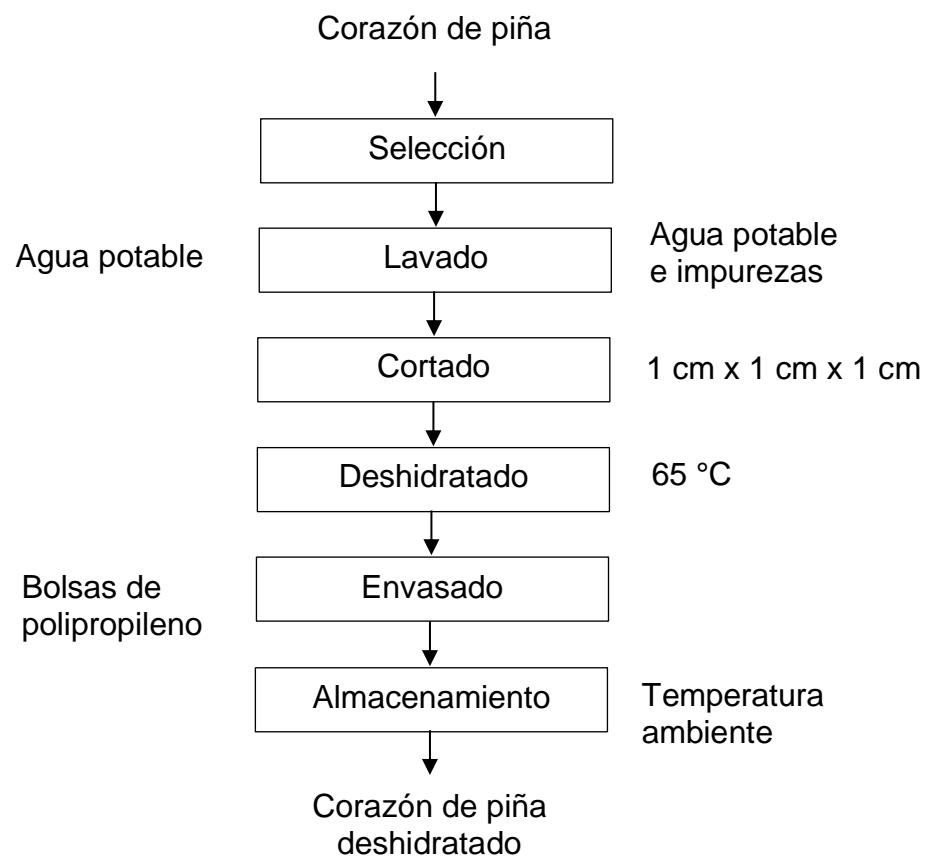 Corazón de piña
Selección
Agua potable
Lavado
Agua potable
e impurezas
Cortado
1 cm x 1 cm x 1 cm
Deshidratado
65 °C
Bolsas de
polipropileno
Envasado
Almacenamiento
Temperatura
ambiente
Corazón de piña
deshidratado